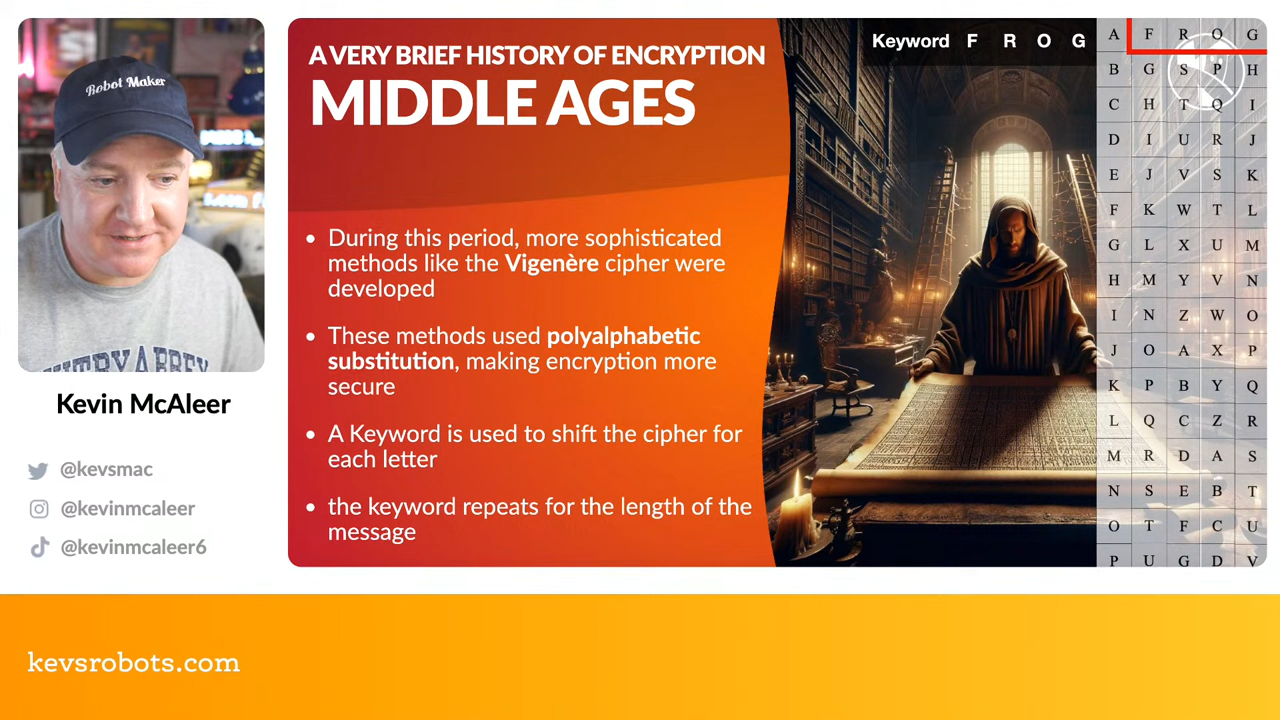 Robot Maker
Kevin McAleer
@kevsmac
@kevinmcaleer
@kevinmcaleer6
A VERY BRIEF HISTORY OF ENCRYPTION
MIDDLE AGES
• During this period, more sophisticated
methods like the Vigenère cipher were
developed
• These methods used polyalphabetic
substitution, making encryption more
secure
• A Keyword is used to shift the cipher for
each letter
• the keyword repeats for the length of the
message
Keyword F R O G
A F R O G
B G S P H
C H T Q I
D I U R J
E J V S K
F K W T L
G L X U M
H M Y V N
I N Z W O
J O A X P
K P B Y Q
L Q C Z R
M R D A S
N S E B T
O T F C U
P U G D V
kevsrobots.com